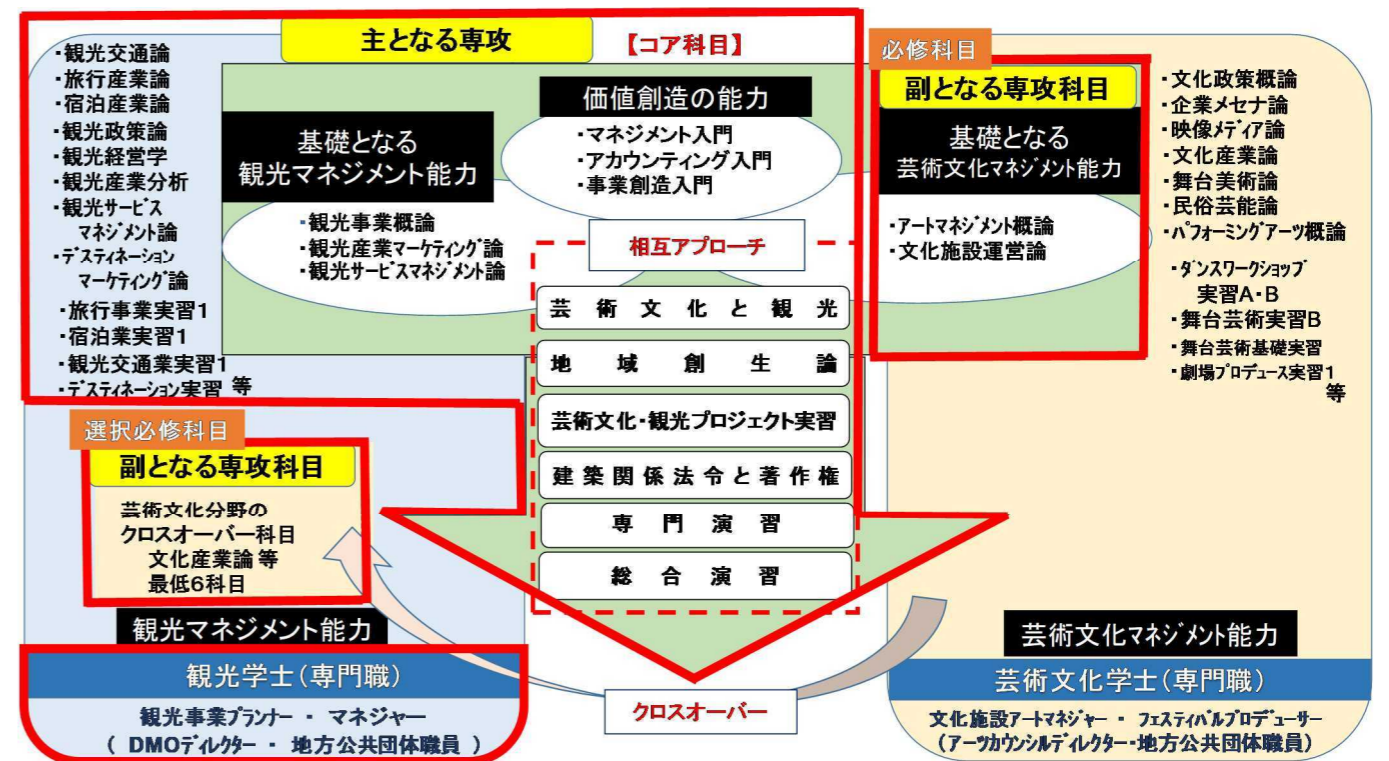 主となる専攻
【コア科目】
・観光交通論
・旅行産業論
・宿泊産業論
・観光政策論
・観光経営学
・観光産業分析
・観光サービス
マネジメント論
・デスティネーション
マーケティング論
・旅行事業実習1
・宿泊業実習1
・観光交通業実習1
・デスティネーション実習 等
基礎となる
観光マネジメント能力
・観光事業概論
・観光産業マーケティング論
・観光サービスマネジメント論
価値創造の能力
・マネジメント入門
・アカウンティング入門
・事業創造入門
必修科目
副となる専攻科目
基礎となる
芸術文化マネジメント能力
・アートマネジメント概論
・文化施設運営論
・文化政策概論
・企業メセナ論
・映像メディア論
・文化産業論
・舞台美術論
・民俗芸能論
・パフォーミングアーツ概論
・ダンスワークショップ
実習A・B
・舞台芸術実習B
・舞台芸術基礎実習
・劇場プロデュース実習1
等
相互アプローチ
芸術文化と観光
地域創生論
芸術文化・観光プロジェクト実習
建築関係法令と著作権
専門演習
総合演習
選択必修科目
副となる専攻科目
芸術文化分野の
クロスオーバー科目
文化産業論 等
最低6科目
観光マネジメント能力
観光学士(専門職)
観光事業プランナー ・ マネジャー
( DMOディレクター ・ 地方公共団体職員 )
クロスオーバー
芸術文化マネジメント能力
芸術文化学士(専門職)
文化施設アートマネジャー ・ フェスティバルプロデューサー
(アーツカウンシルディレクター・地方公共団体職員)